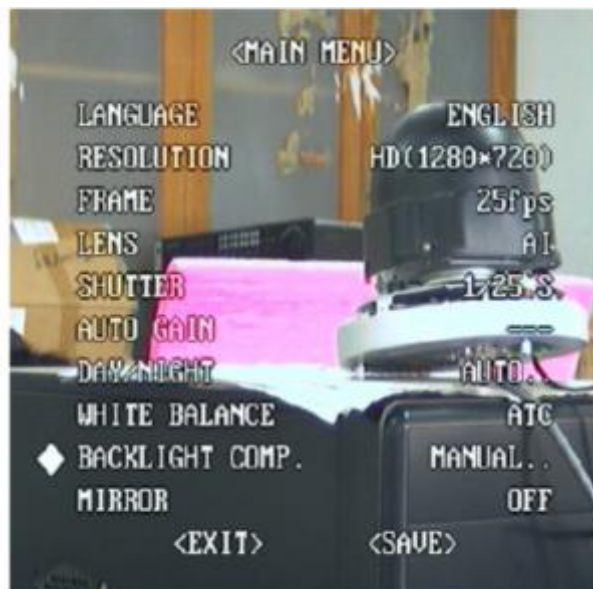 <MAIN MENU>
LANGUAGE ENGLISH
RESOLUTION HD(1280*720)
FRAME 25fps
LENS AI
SHUTTER 1/25 S
AUTO GAIN ---
DAY/NIGHT AUTO..
WHITE BALANCE ATC
BACKLIGHT COMP. MANUAL..
MIRROR OFF
<EXIT> <SAVE>